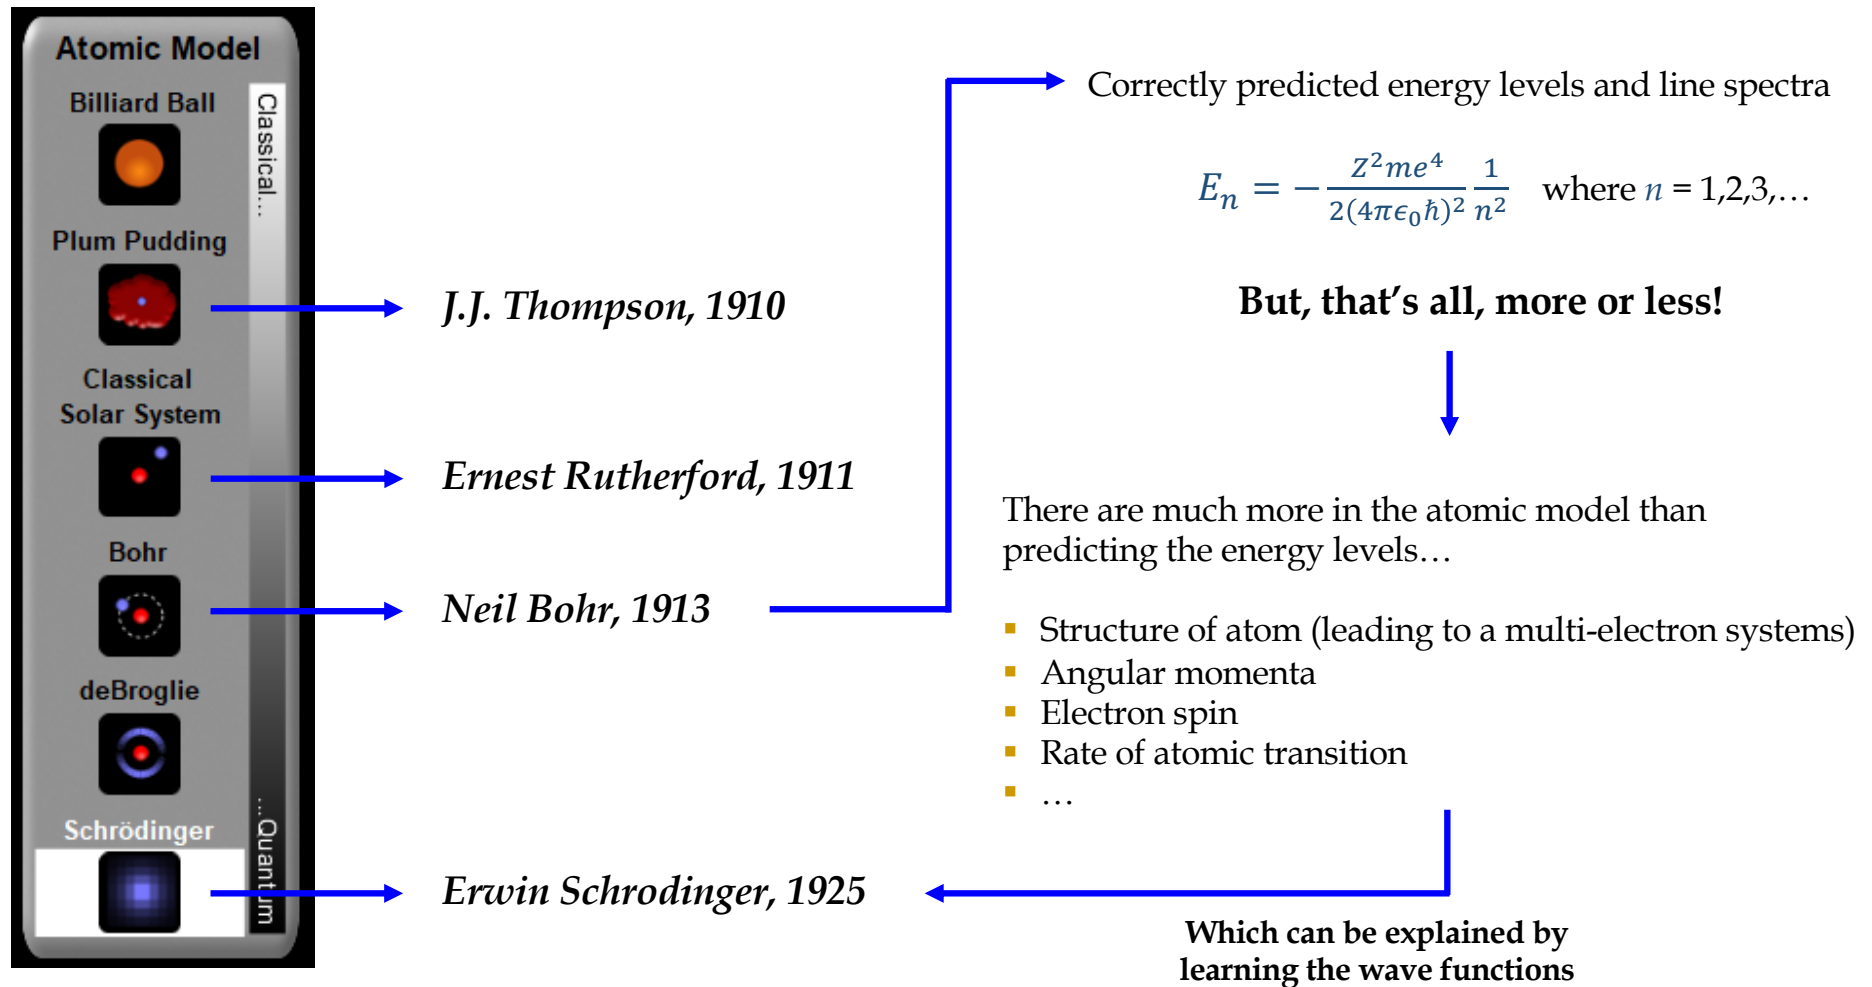 Atomic Model
Billiard Ball
Classical...
Plum Pudding
Classical
Solar System
Bohr
deBroglie
Schrödinger
...Quantum
J.J. Thompson, 1910
Ernest Rutherford, 1911
Neil Bohr, 1913
Erwin Schrodinger, 1925
Correctly predicted energy levels and line spectra
Eₙ = −Z²me⁴/2(4πϵ₀ℏ)² 1/n² where n = 1,2,3,…
But, that’s all, more or less!
There are much more in the atomic model than
predicting the energy levels…
▪ Structure of atom (leading to a multi-electron systems)
▪ Angular momenta
▪ Electron spin
▪ Rate of atomic transition
▪ …
Which can be explained by
learning the wave functions